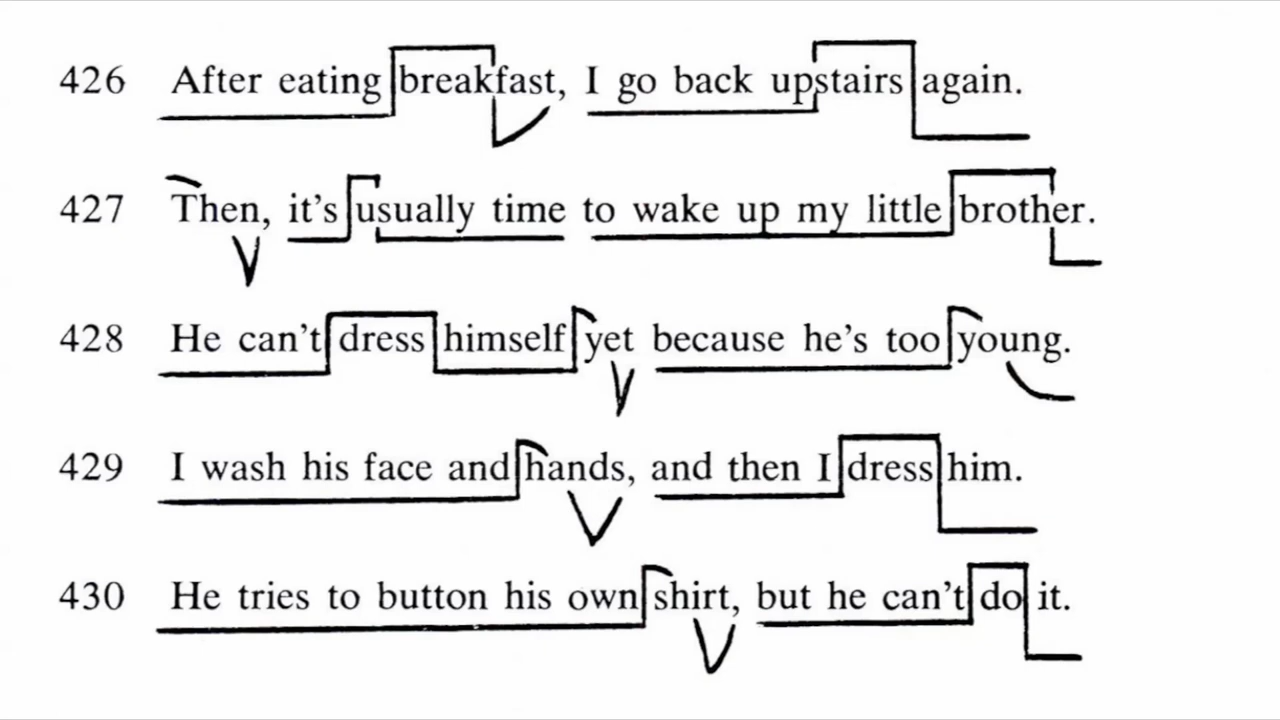 426 After eating breakfast, I go back upstairs again.
427 Then, it's usually time to wake up my little brother.
428 He can't dress himself yet because he's too young.
429 I wash his face and hands, and then I dress him.
430 He tries to button his own shirt, but he can't do it.